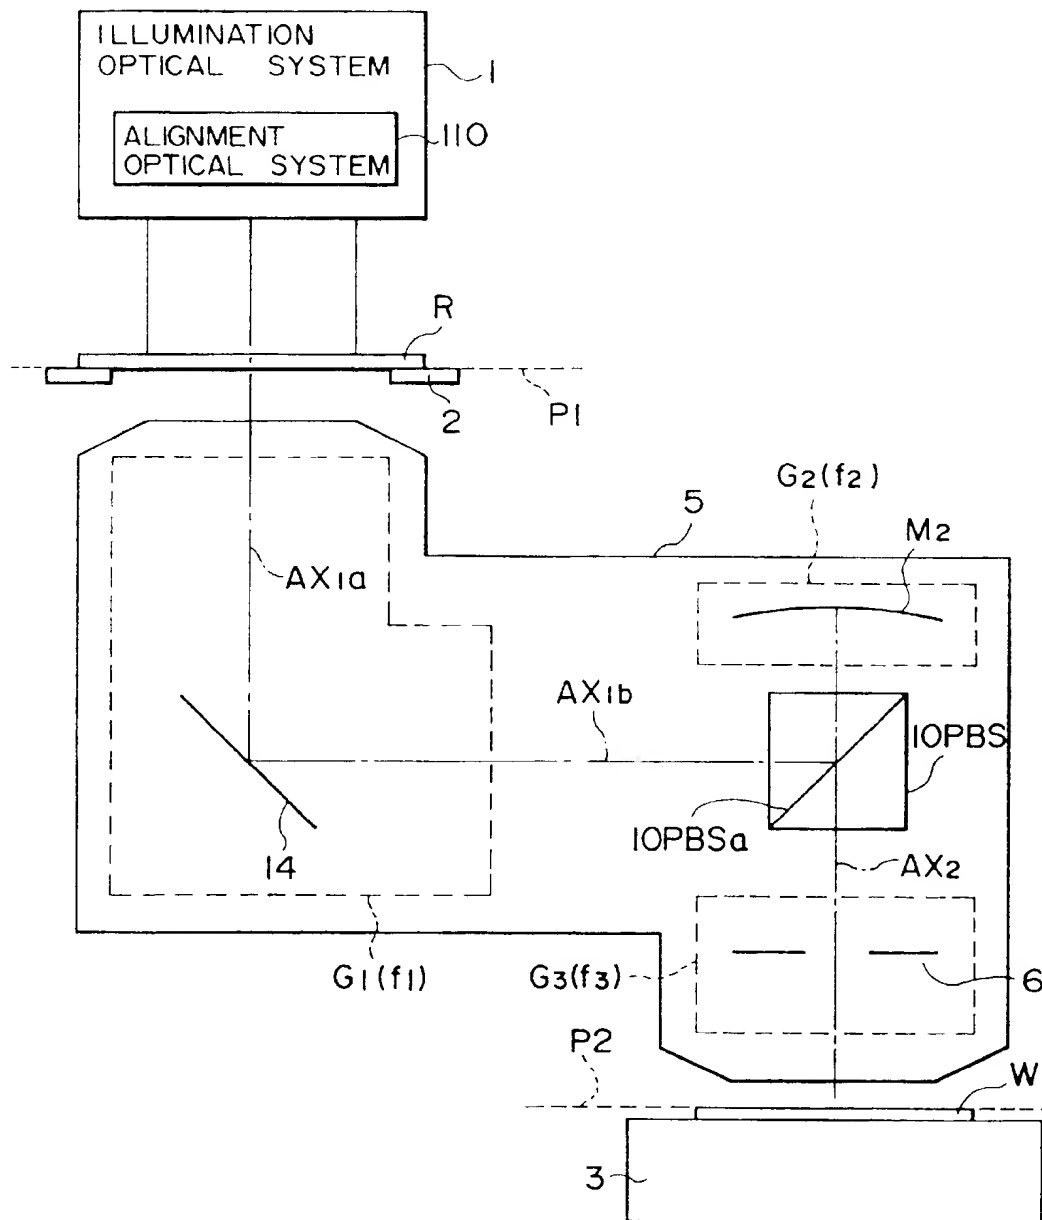 ILLUMINATION
OPTICAL SYSTEM
1
ALIGNMENT
OPTICAL SYSTEM
110
R
2
P1
G2(f2)
5
M2
AX1a
AX1b
10PBS
10PBSa
14
AX2
G1(f1)
G3(f3)
6
P2
W
3